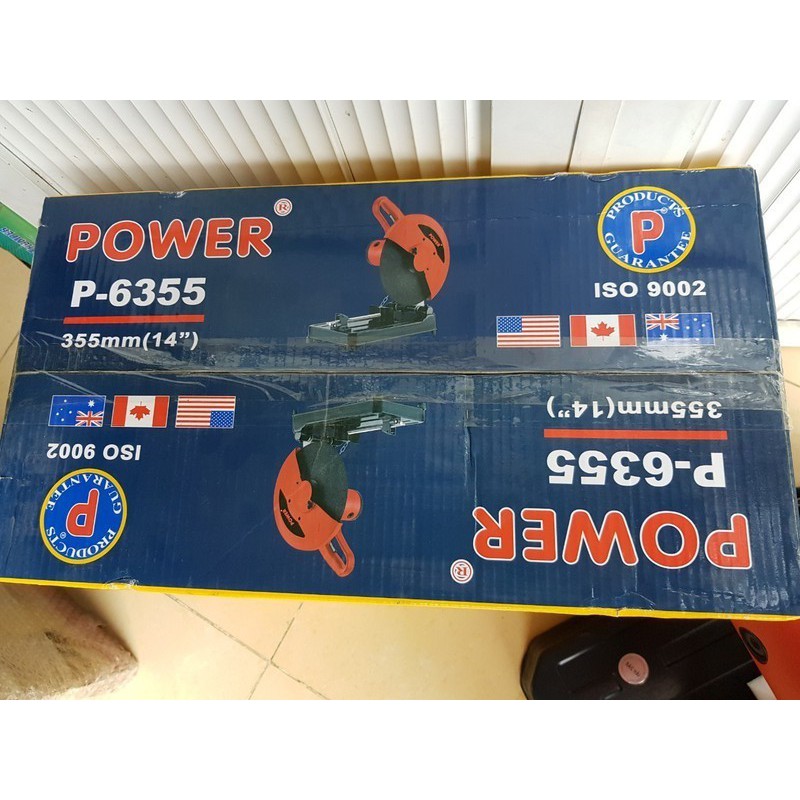 POWER®
P-6355
355mm(14")
PRODUCTS
P®
GUARANTEE
ISO 9002
POWER®
P-6355
355mm(14")
PRODUCTS
P®
GUARANTEE
ISO 9002